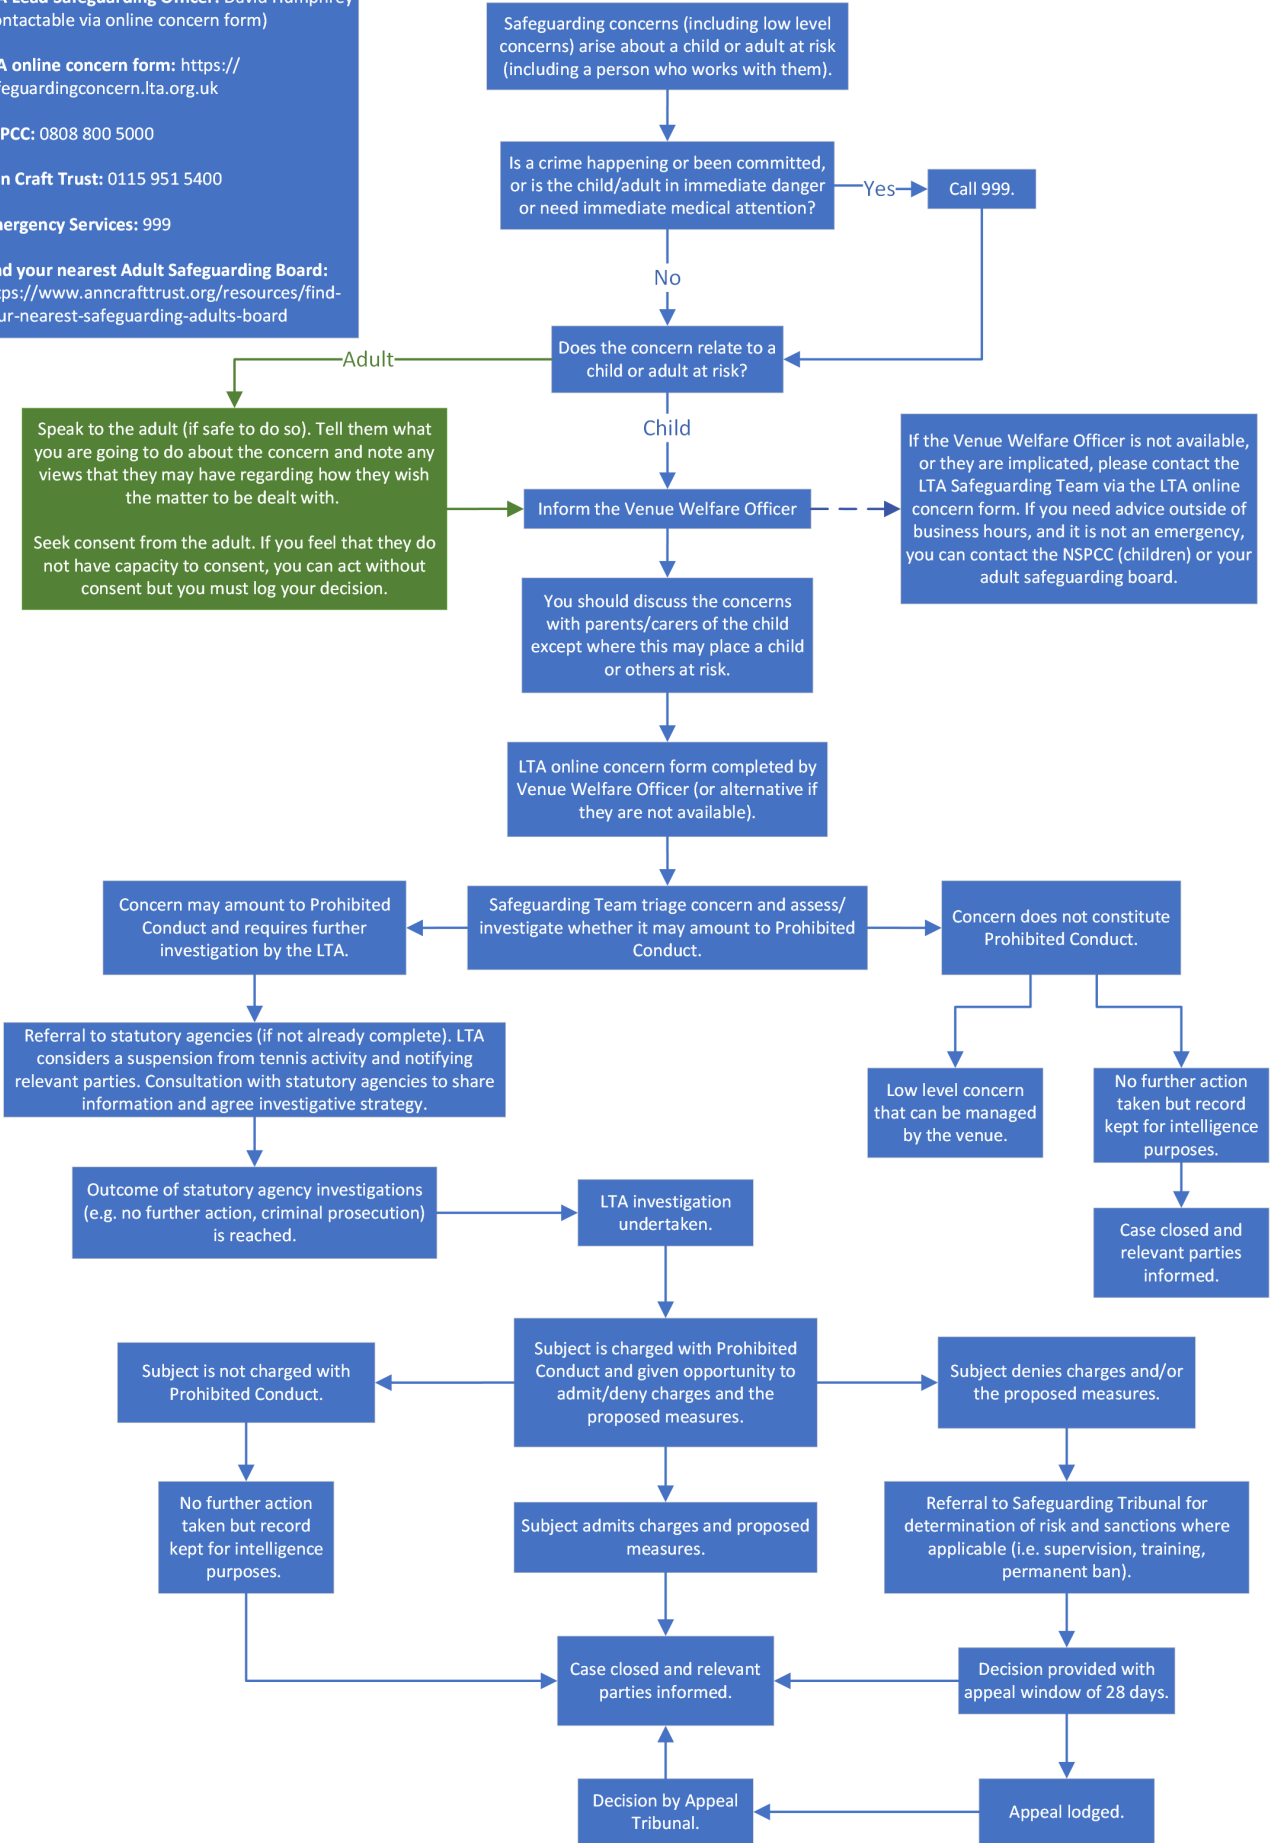 Lead Safeguarding Officer: David Humphrey
contactable via online concern form)
online concern form: https://
safeguardingconcern.lta.org.uk
NSPCC: 0808 800 5000
Ann Craft Trust: 0115 951 5400
Emergency Services: 999
Find your nearest Adult Safeguarding Board:
https://www.anncrafttrust.org/resources/find-
your-nearest-safeguarding-adults-board
Safeguarding concerns (including low level
concerns) arise about a child or adult at risk
(including a person who works with them).
Is a crime happening or been committed,
or is the child/adult in immediate danger
or need immediate medical attention?
Yes
Call 999.
No
Does the concern relate to a
child or adult at risk?
Adult
Child
Speak to the adult (if safe to do so). Tell them what
you are going to do about the concern and note any
views that they may have regarding how they wish
the matter to be dealt with.
Seek consent from the adult. If you feel that they do
not have capacity to consent, you can act without
consent but you must log your decision.
Inform the Venue Welfare Officer
If the Venue Welfare Officer is not available,
or they are implicated, please contact the
LTA Safeguarding Team via the LTA online
concern form. If you need advice outside of
business hours, and it is not an emergency,
you can contact the NSPCC (children) or your
adult safeguarding board.
You should discuss the concerns
with parents/carers of the child
except where this may place a child
or others at risk.
LTA online concern form completed by
Venue Welfare Officer (or alternative if
they are not available).
Concern may amount to Prohibited
Conduct and requires further
investigation by the LTA.
Safeguarding Team triage concern and assess/
investigate whether it may amount to Prohibited
Conduct.
Concern does not constitute
Prohibited Conduct.
Referral to statutory agencies (if not already complete). LTA
considers a suspension from tennis activity and notifying
relevant parties. Consultation with statutory agencies to share
information and agree investigative strategy.
Low level concern
that can be managed
by the venue.
No further action
taken but record
kept for intelligence
purposes.
Outcome of statutory agency investigations
(e.g. no further action, criminal prosecution)
is reached.
LTA investigation
undertaken.
Case closed and
relevant parties
informed.
Subject is not charged with
Prohibited Conduct.
Subject is charged with Prohibited
Conduct and given opportunity to
admit/deny charges and the
proposed measures.
Subject denies charges and/or
the proposed measures.
No further action
taken but record
kept for intelligence
purposes.
Subject admits charges and proposed
measures.
Referral to Safeguarding Tribunal for
determination of risk and sanctions where
applicable (i.e. supervision, training,
permanent ban).
Case closed and relevant
parties informed.
Decision provided with
appeal window of 28 days.
Decision by Appeal
Tribunal.
Appeal lodged.